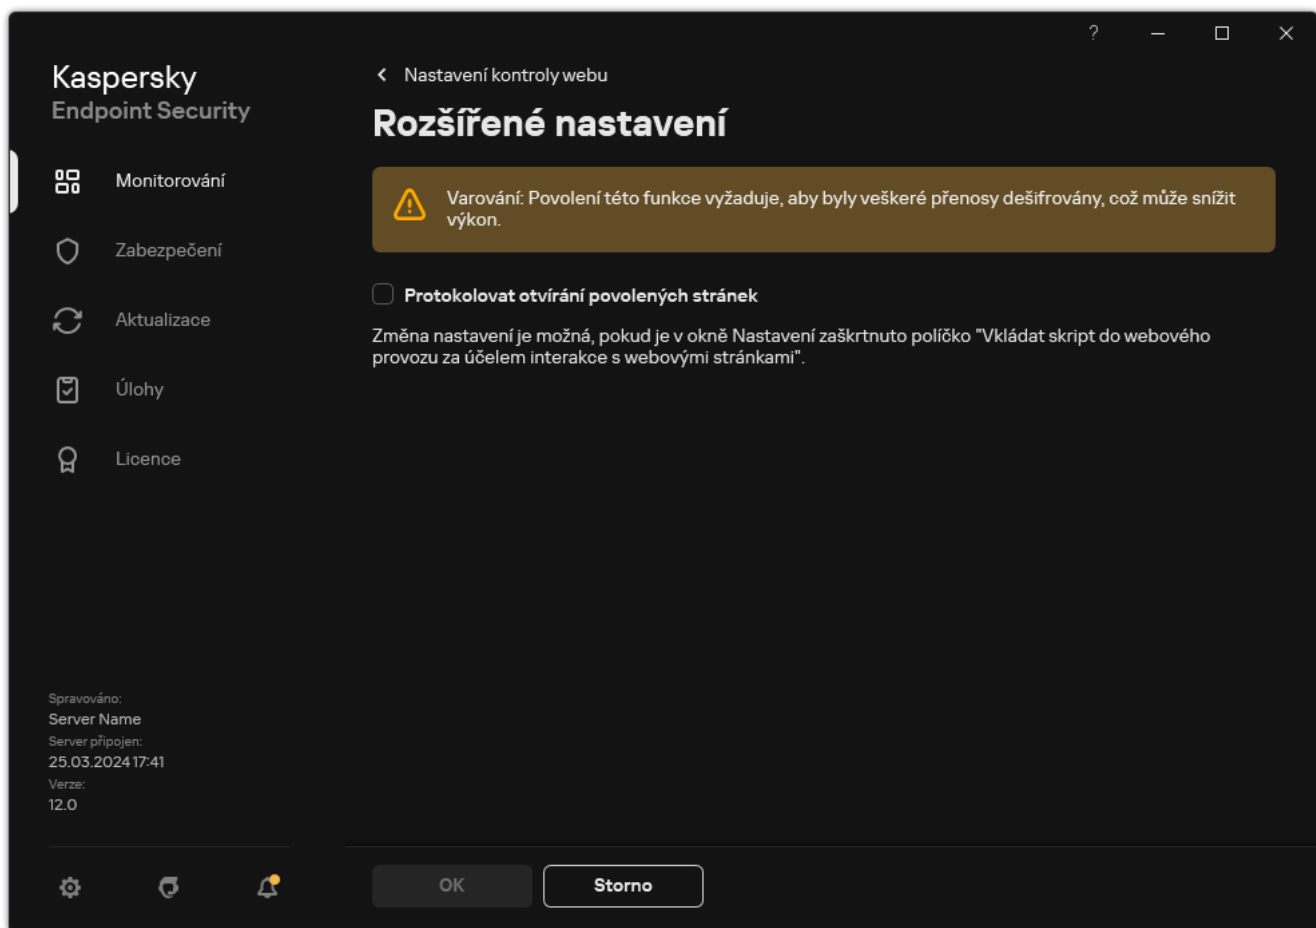 ?
Kaspersky
Endpoint Security
Monitorování
Zabezpečení
Aktualizace
Úlohy
Licence
Spravováno:
Server Name
Server připojen:
25.03.2024 17:41
Verze:
12.0
Nastavení kontroly webu
Rozšířené nastavení
Varování: Povolení této funkce vyžaduje, aby byly veškeré přenosy dešifrovány, což může snížit
výkon.
Protokolovat otvírání povolených stránek
Změna nastavení je možná, pokud je v okně Nastavení zaškrtnuto políčko "Vkládat skript do webového
provozu za účelem interakce s webovými stránkami".
OK
Storno